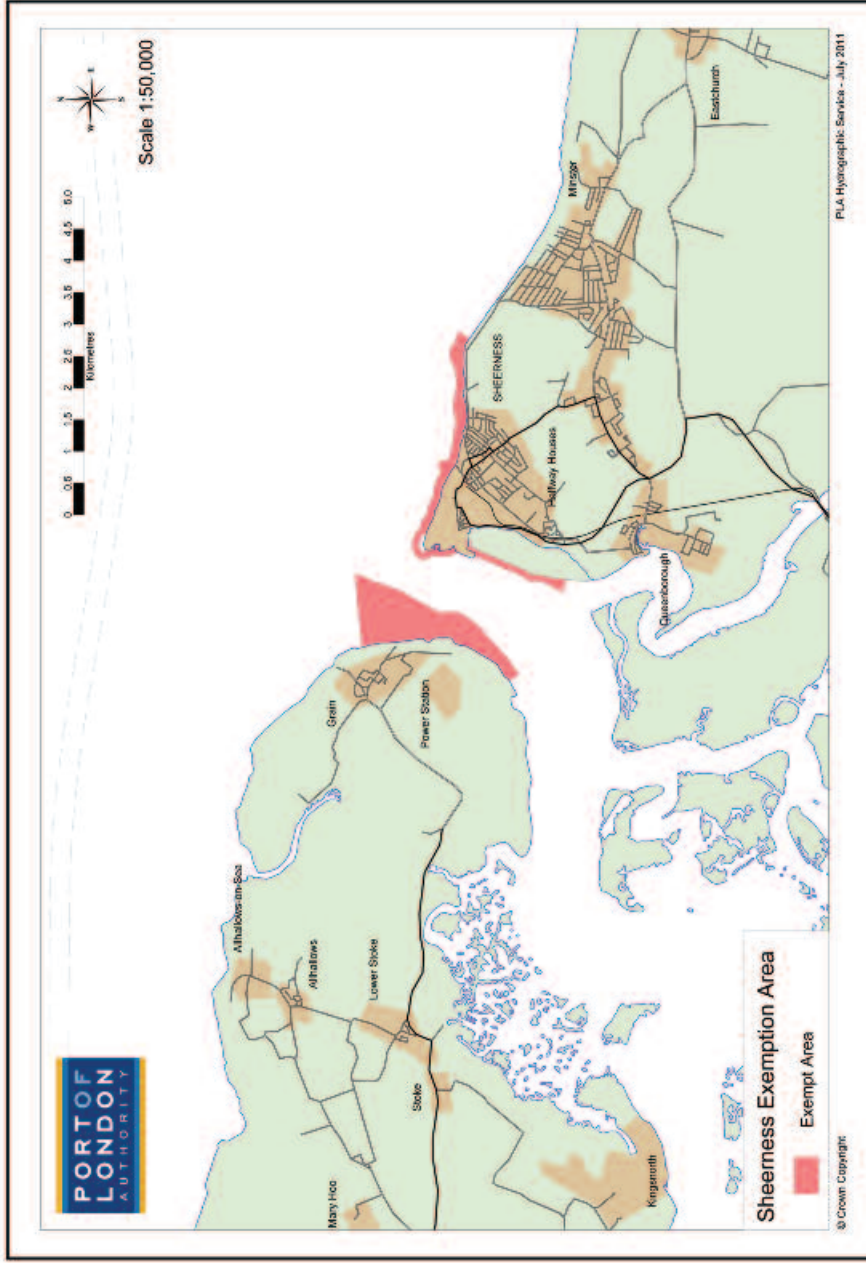 PORT OF
LONDON
AUTHORITY
0 0.5 1 1.5 2 2.5 3 3.5 4 4.5 5.0
Kilometres
N
E
S
W
Scale 1:50,000
Allhallows-on-Sea
Allhallows
Mary Hoo
Lower Stoke
Stoke
Grain
Power Station
Kingsnorth
SHEERNESS
Halfway Houses
Queenborough
Minster
Eastchurch
Sheerness Exemption Area
Exempt Area
© Crown Copyright
PLA Hydrographic Service - July 2011